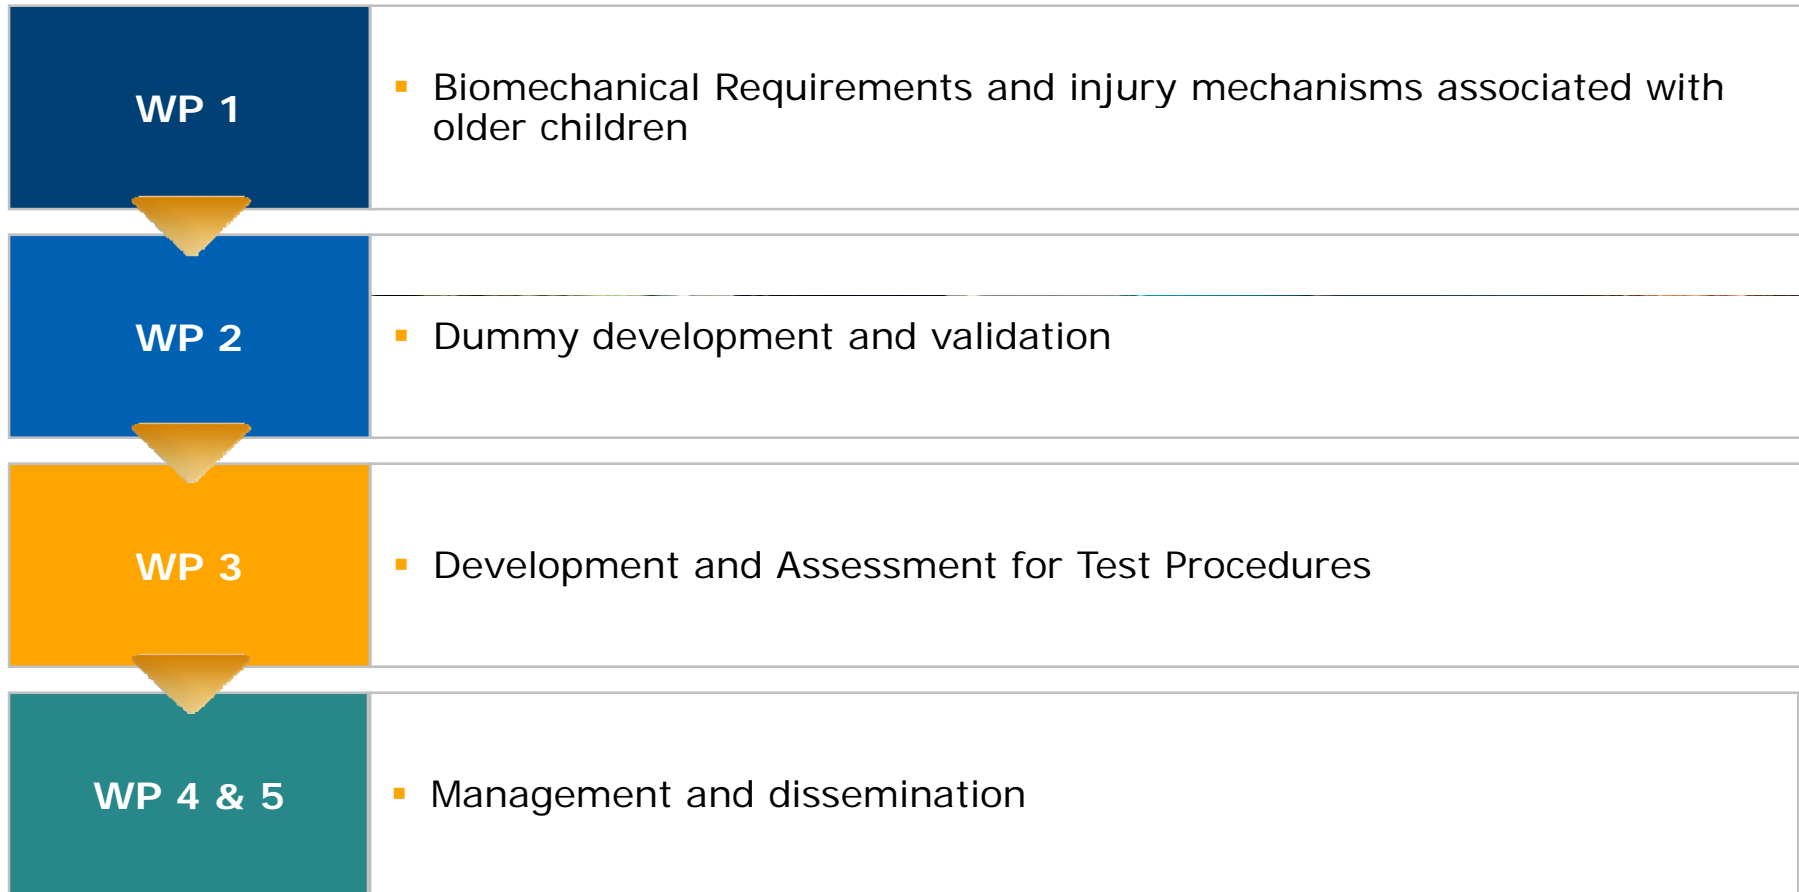 WP 1
▪ Biomechanical Requirements and injury mechanisms associated with
older children
WP 2
▪ Dummy development and validation
WP 3
▪ Development and Assessment for Test Procedures
WP 4 & 5
▪ Management and dissemination